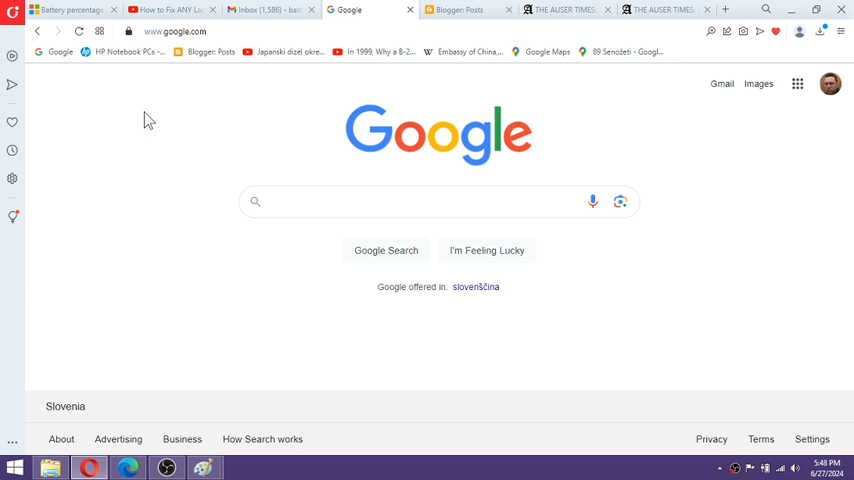 Battery percentage
How to Fix ANY La
Inbox (1,586) - bac
Google
Blogger: Posts
THE AUSER TIMES:
THE AUSER TIMES:
www.google.com
Google
HP Notebook PCs -...
Blogger: Posts
Japanski dizel okre...
In 1999, Why a B-2...
Embassy of China,...
Google Maps
89 Senožeti - Googl...
Gmail
Images
Google
Google Search
I'm Feeling Lucky
Google offered in: slovenščina
Slovenia
About
Advertising
Business
How Search works
Privacy
Terms
Settings
5:48 PM
6/27/2024